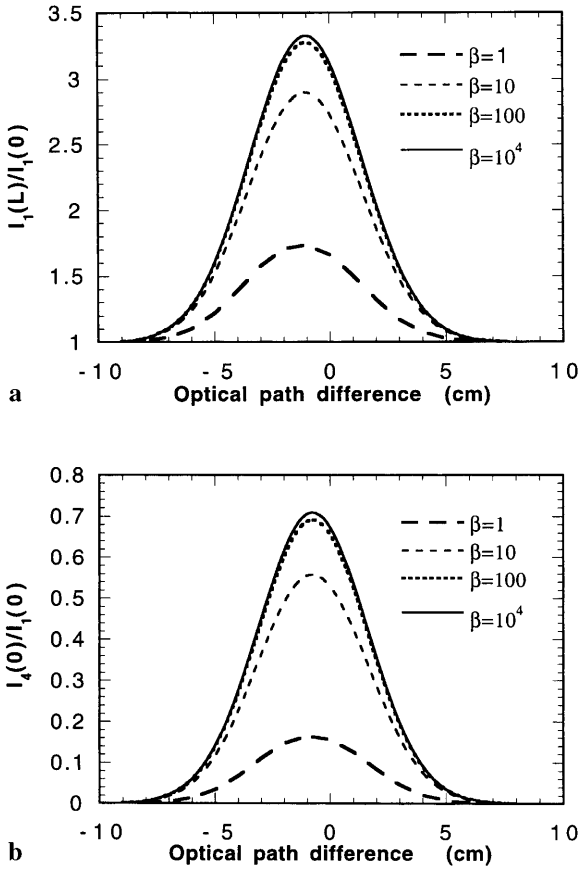 3.5
3
2.5
2
1.5
1
I₁(L)/I₁(0)
β=1
β=10
β=100
β=10⁴
-10 -5 0 5 10
a
Optical path difference (cm)
0.8
0.7
0.6
0.5
0.4
0.3
0.2
0.1
0
I₄(0)/I₁(0)
β=1
β=10
β=100
β=10⁴
-10 -5 0 5 10
b
Optical path difference (cm)